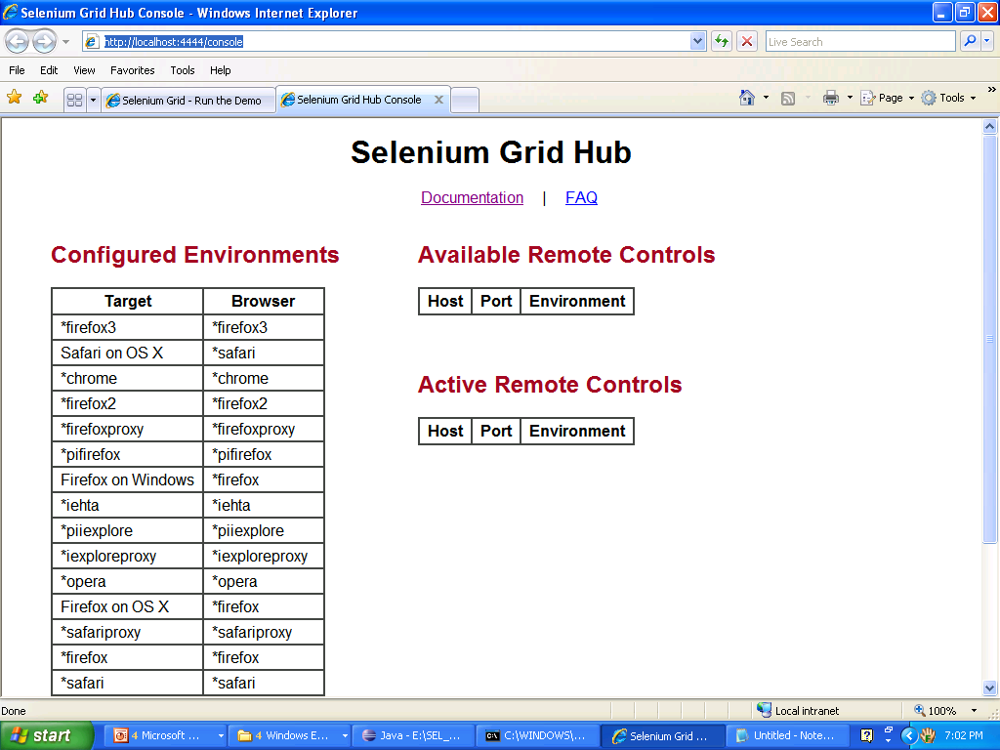 Selenium Grid Hub Console - Windows Internet Explorer
http://localhost:4444/console
Live Search
File Edit View Favorites Tools Help
Selenium Grid - Run the Demo
Selenium Grid Hub Console
Page
Tools
Selenium Grid Hub
Documentation | FAQ
Configured Environments
Target Browser
*firefox3 *firefox3
Safari on OS X *safari
*chrome *chrome
*firefox2 *firefox2
*firefoxproxy *firefoxproxy
*pifirefox *pifirefox
Firefox on Windows *firefox
*iehta *iehta
*piiexplore *piiexplore
*iexploreproxy *iexploreproxy
*opera *opera
Firefox on OS X *firefox
*safariproxy *safariproxy
*firefox *firefox
*safari *safari
Available Remote Controls
Host Port Environment
Active Remote Controls
Host Port Environment
Done
Local intranet
100%
start
4 Microsoft ...
4 Windows E...
Java - E:\SEL_...
C:\WINDOWS\...
Selenium Grid ...
Untitled - Note...
7:02 PM